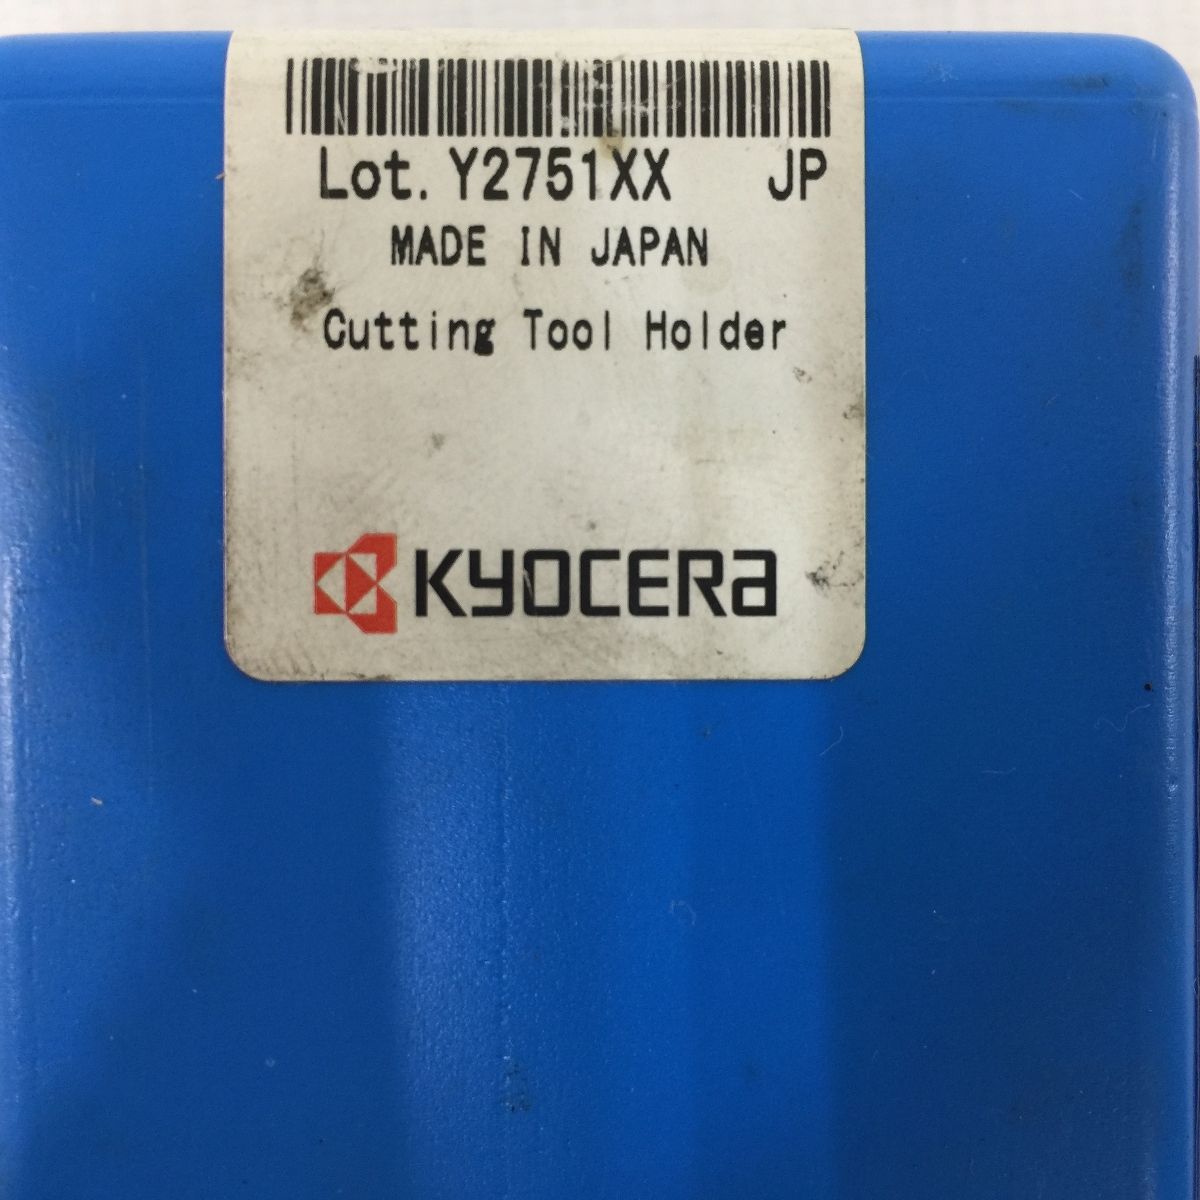 Lot. Y2751XX JP
MADE IN JAPAN
Cutting Tool Holder
KYOCERA